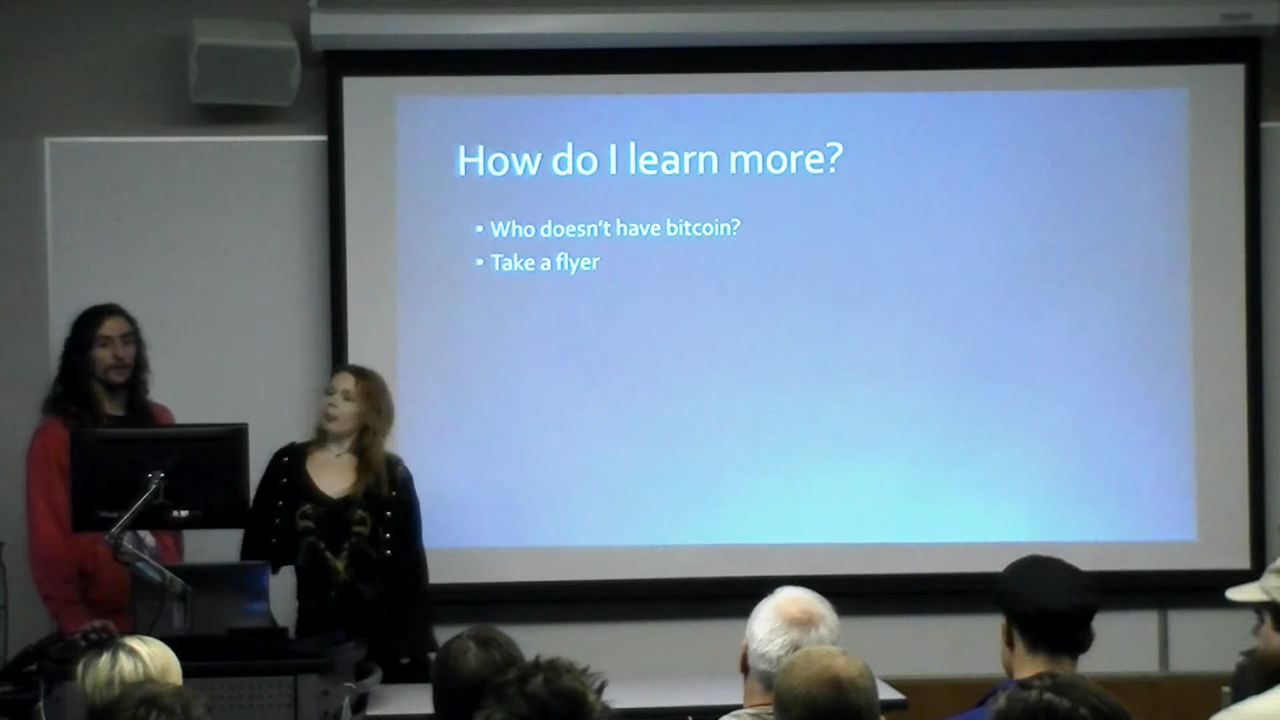 How do I learn more?
• Who doesn't have bitcoin?
• Take a flyer